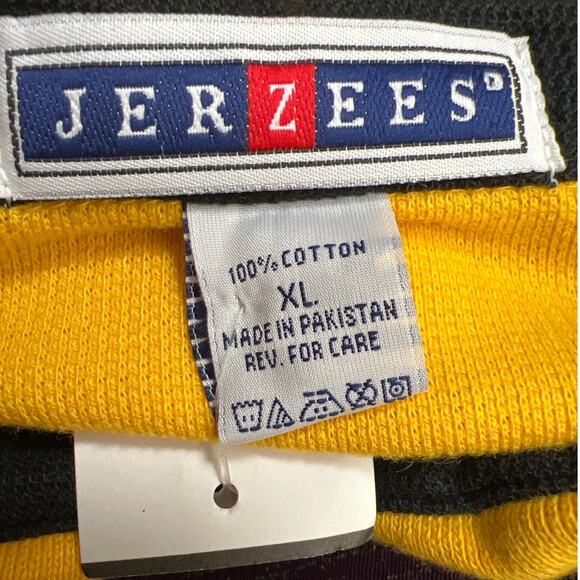 JERZEES
100% COTTON
XL
MADE IN PAKISTAN
REV. FOR CARE